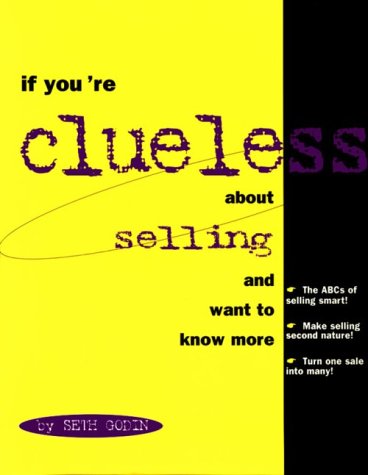 if you 're
clueless
about
selling
and
want to
know more
☛ The ABCs of
selling smart!
☛ Make selling
second nature!
☛ Turn one sale
into many!
by SETH GODIN